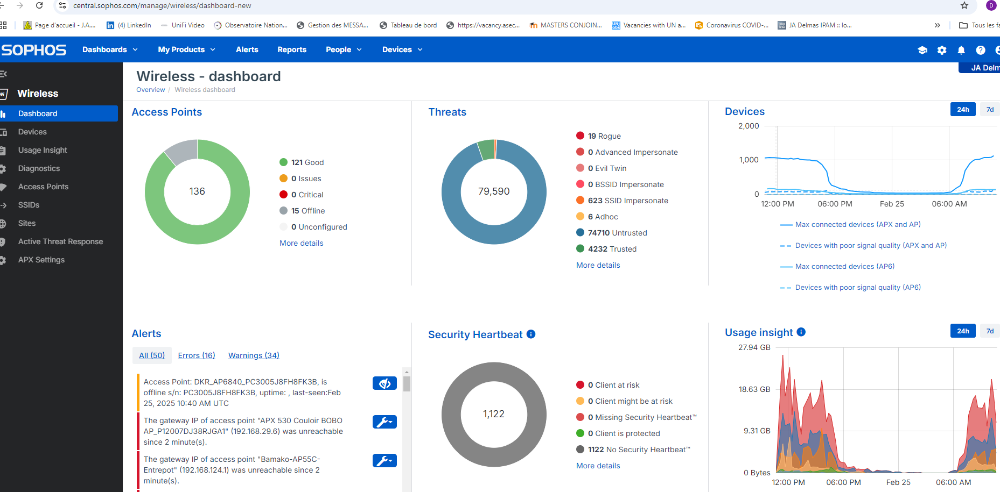 central.sophos.com/manage/wireless/dashboard-new
D
Page d'accueil - J.A....
(4) LinkedIn
UniFi Video
Observatoire Nation...
Gestion des MESSA...
Tableau de bord
https://vacancy.asec...
MASTERS CONJOIN...
Vacancies with UN a...
Coronavirus COVID-...
JA Delmas IPAM :: lo...
»
Tous les fa
SOPHOS
Dashboards
My Products
Alerts
Reports
People
Devices
JA Delm
Wireless
Dashboard
Devices
Usage Insight
Diagnostics
Access Points
SSIDs
Sites
Active Threat Response
APX Settings
Wireless - dashboard
Overview / Wireless dashboard
Access Points
136
121 Good
0 Issues
0 Critical
15 Offline
0 Unconfigured
More details
Threats
79,590
19 Rogue
0 Advanced Impersonate
0 Evil Twin
0 BSSID Impersonate
623 SSID Impersonate
6 Adhoc
74710 Untrusted
4232 Trusted
More details
Devices
24h
7d
2,000
1,000
0
12:00 PM
06:00 PM
Feb 25
06:00 AM
Max connected devices (APX and AP)
Devices with poor signal quality (APX and AP)
Max connected devices (AP6)
Devices with poor signal quality (AP6)
Alerts
All (50)
Errors (16)
Warnings (34)
Access Point: DKR_AP6840_PC3005J8FH8FK3B, is
offline s/n: PC3005J8FH8FK3B, uptime: , last-seen:Feb
25, 2025 10:40 AM UTC
The gateway IP of access point "APX 530 Couloir BOBO
AP_P12007DJ38RJGA1" (192.168.29.6) was unreachable
since 2 minute(s).
The gateway IP of access point "Bamako-AP55C-
Entrepot" (192.168.124.1) was unreachable since 2
minute(s).
Security Heartbeat
1,122
0 Client at risk
0 Client might be at risk
0 Missing Security Heartbeat™
0 Client is protected
1122 No Security Heartbeat™
More details
Usage insight
24h
7d
27.94 GB
18.63 GB
9.31 GB
0 Bytes
12:00 PM
06:00 PM
Feb 25
06:00 AM